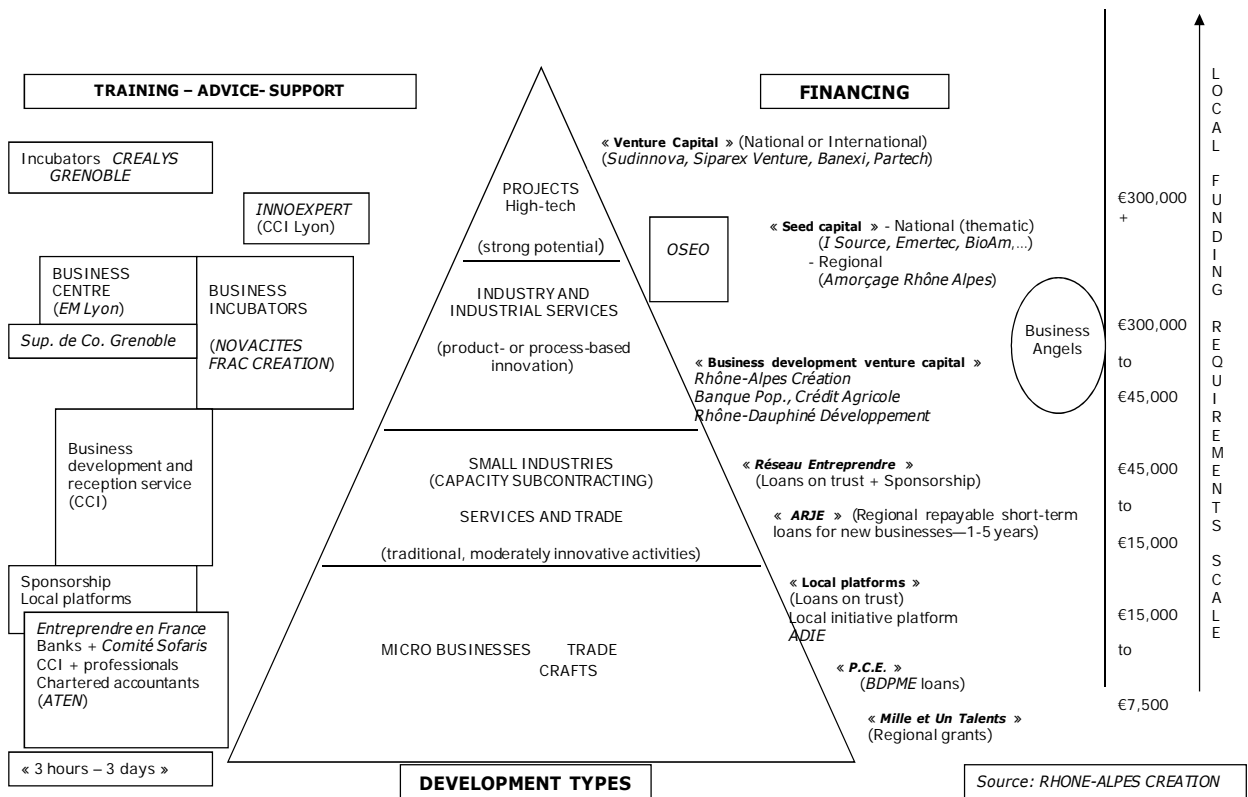 TRAINING – ADVICE- SUPPORT
Incubators CREALYS
GRENOBLE
INNOEXPERT
(CCI Lyon)
BUSINESS
CENTRE
(EM Lyon)
Sup. de Co. Grenoble
BUSINESS
INCUBATORS
(NOVACITES
FRAC CREATION)
Business
development and
reception service
(CCI)
Sponsorship
Local platforms
Entreprendre en France
Banks + Comité Sofaris
CCI + professionals
Chartered accountants
(ATEN)
« 3 hours – 3 days »
PROJECTS
High-tech
(strong potential)
INDUSTRY AND
INDUSTRIAL SERVICES
(product- or process-based
innovation)
SMALL INDUSTRIES
(CAPACITY SUBCONTRACTING)
SERVICES AND TRADE
(traditional, moderately innovative activities)
MICRO BUSINESSES TRADE
CRAFTS
DEVELOPMENT TYPES
FINANCING
« Venture Capital » (National or International)
(Sudinnova, Siparex Venture, Banexi, Partech)
OSEO
« Seed capital » - National (thematic)
(I Source, Emertec, BioAm,…)
- Regional
(Amorçage Rhône Alpes)
Business
Angels
« Business development venture capital »
Rhône-Alpes Création
Banque Pop., Crédit Agricole
Rhône-Dauphiné Développement
« Réseau Entreprendre »
(Loans on trust + Sponsorship)
« ARJE » (Regional repayable short-term
loans for new businesses—1-5 years)
« Local platforms »
(Loans on trust)
Local initiative platform
ADIE
« P.C.E. »
(BDPME loans)
« Mille et Un Talents »
(Regional grants)
€300,000
+
€300,000
to
€45,000
€45,000
to
€15,000
€15,000
to
€7,500
LOCAL FUNDING REQUIREMENTS SCALE
Source: RHONE-ALPES CREATION